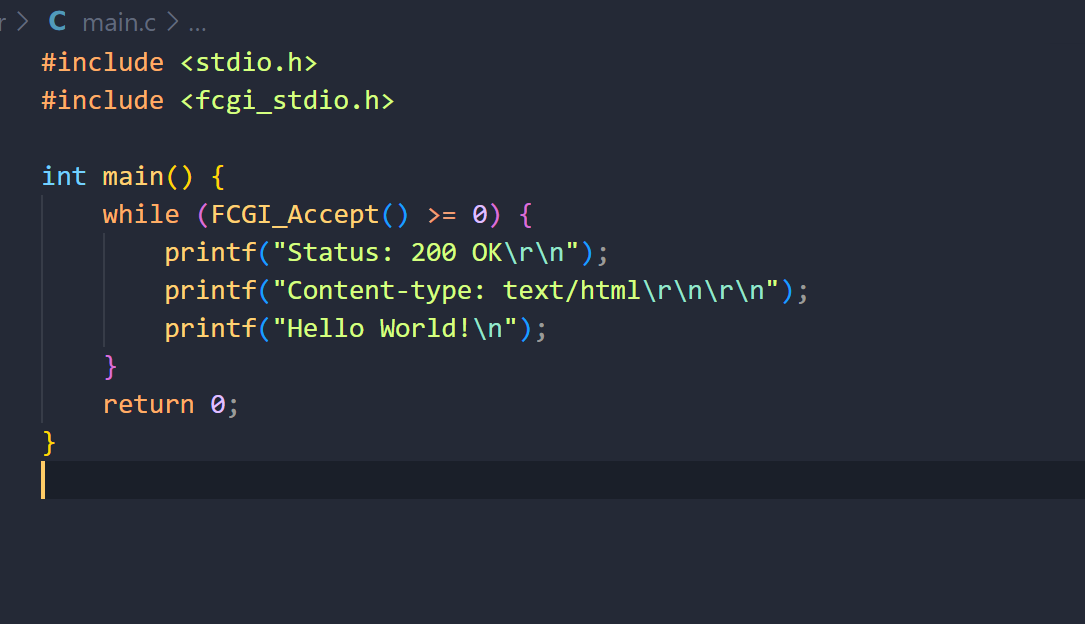 r > C main.c > ...
#include <stdio.h>
#include <fcgi_stdio.h>
int main() {
    while (FCGI_Accept() >= 0) {
        printf("Status: 200 OK\r\n");
        printf("Content-type: text/html\r\n\r\n");
        printf("Hello World!\n");
    }
    return 0;
}